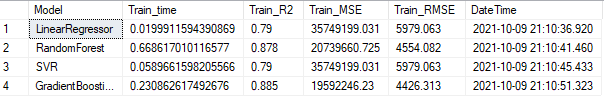 Model Train_time Train_R2 Train_MSE Train_RMSE DateTime
1 LinearRegressor 0.0199911594390869 0.79 35749199.031 5979.063 2021-10-09 21:10:36.920
2 RandomForest 0.668617010116577 0.878 20739660.725 4554.082 2021-10-09 21:10:41.460
3 SVR 0.0589661598205566 0.79 35749199.031 5979.063 2021-10-09 21:10:45.433
4 GradientBoosti... 0.230862617492676 0.885 19592246.23 4426.313 2021-10-09 21:10:51.323